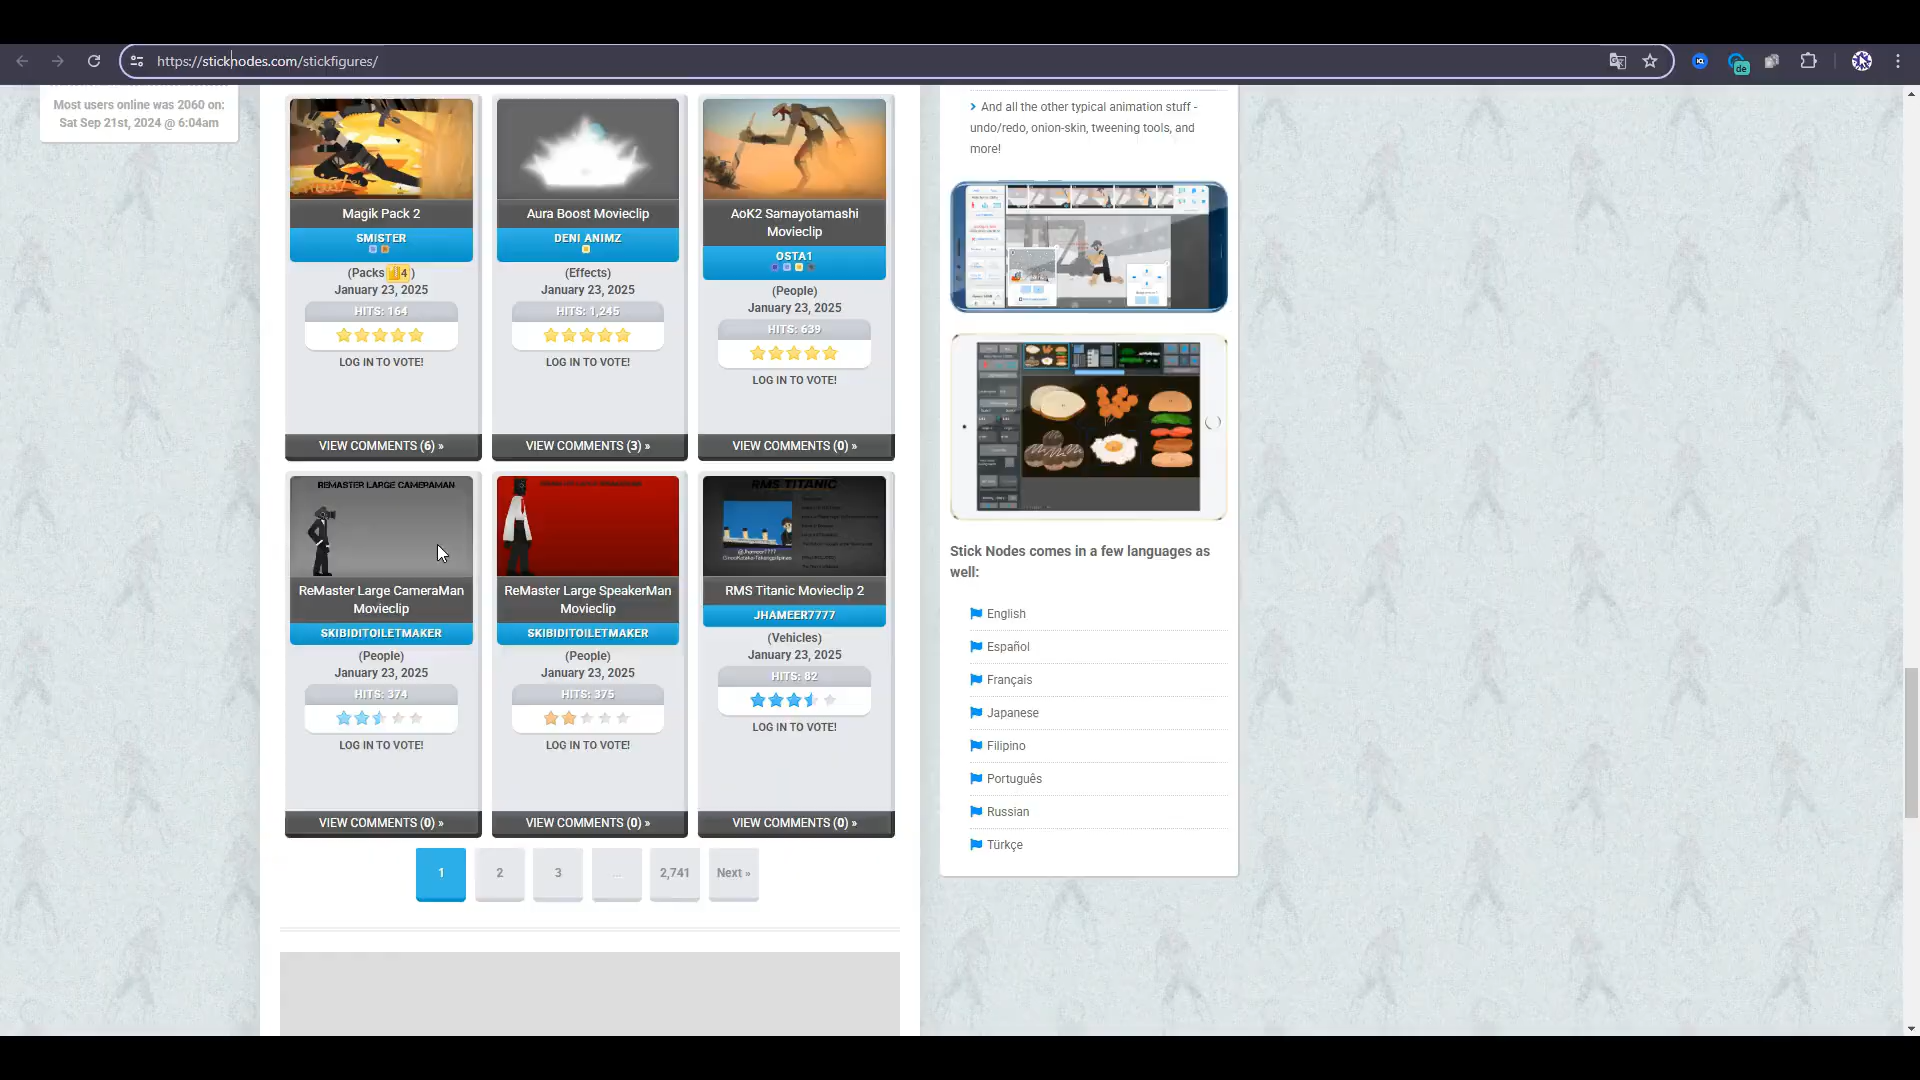 https://sticknodes.com/stickfigures/
de
Most users online was 2060 on:
Sat Sep 21st, 2024 @ 6:04am
Magik Pack 2
SMISTER
(Packs 4)
January 23, 2025
HITS: 164
LOG IN TO VOTE!
VIEW COMMENTS (6) »
Aura Boost Movieclip
DENI ANIMZ
(Effects)
January 23, 2025
HITS: 1,245
LOG IN TO VOTE!
VIEW COMMENTS (3) »
AoK2 Samayotamashi
Movieclip
OSTA1
(People)
January 23, 2025
HITS: 639
LOG IN TO VOTE!
VIEW COMMENTS (0) »
REMASTER LARGE CAMERAMAN
ReMaster Large CameraMan
Movieclip
SKIBIDITOILETMAKER
(People)
January 23, 2025
HITS: 374
LOG IN TO VOTE!
VIEW COMMENTS (0) »
ReMaster Large SpeakerMan
Movieclip
SKIBIDITOILETMAKER
(People)
January 23, 2025
HITS: 375
LOG IN TO VOTE!
VIEW COMMENTS (0) »
RMS TITANIC
@Jhameer7777
RMS Titanic Movieclip 2
JHAMEER7777
(Vehicles)
January 23, 2025
HITS: 82
LOG IN TO VOTE!
VIEW COMMENTS (0) »
1
2
3
...
2,741
Next »
And all the other typical animation stuff -
undo/redo, onion-skin, tweening tools, and
more!
Stick Nodes comes in a few languages as
well:
English
Español
Français
Japanese
Filipino
Português
Russian
Türkçe